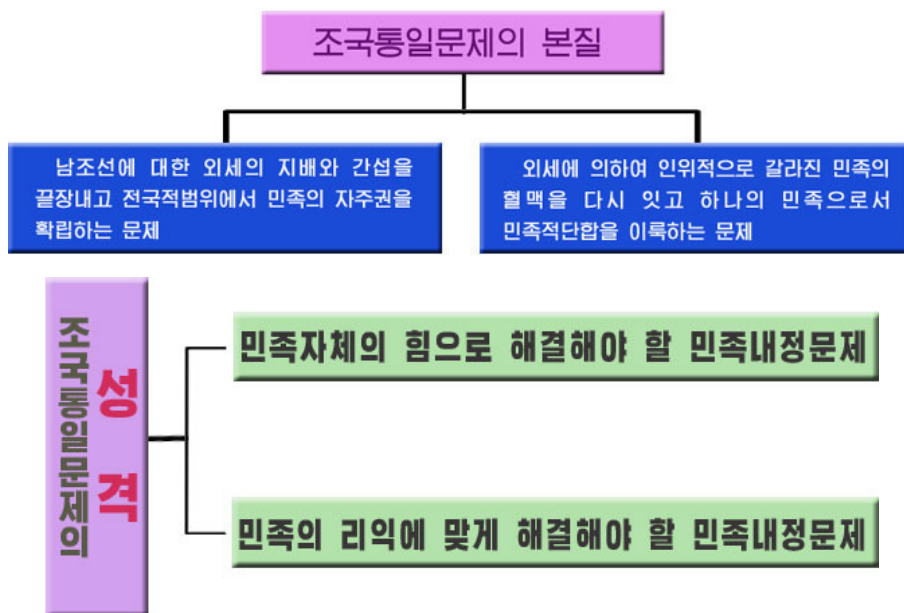 조국통일문제의 본질
남조선에 대한 외세의 지배와 간섭을
끝장내고 전국적범위에서 민족의 자주권을
확립하는 문제
외세에 의하여 인위적으로 갈라진 민족의
혈맥을 다시 잇고 하나의 민족으로서
민족적단합을 이룩하는 문제
조국통일문제의
성격
민족자체의 힘으로 해결해야 할 민족내정문제
민족의 리익에 맞게 해결해야 할 민족내정문제